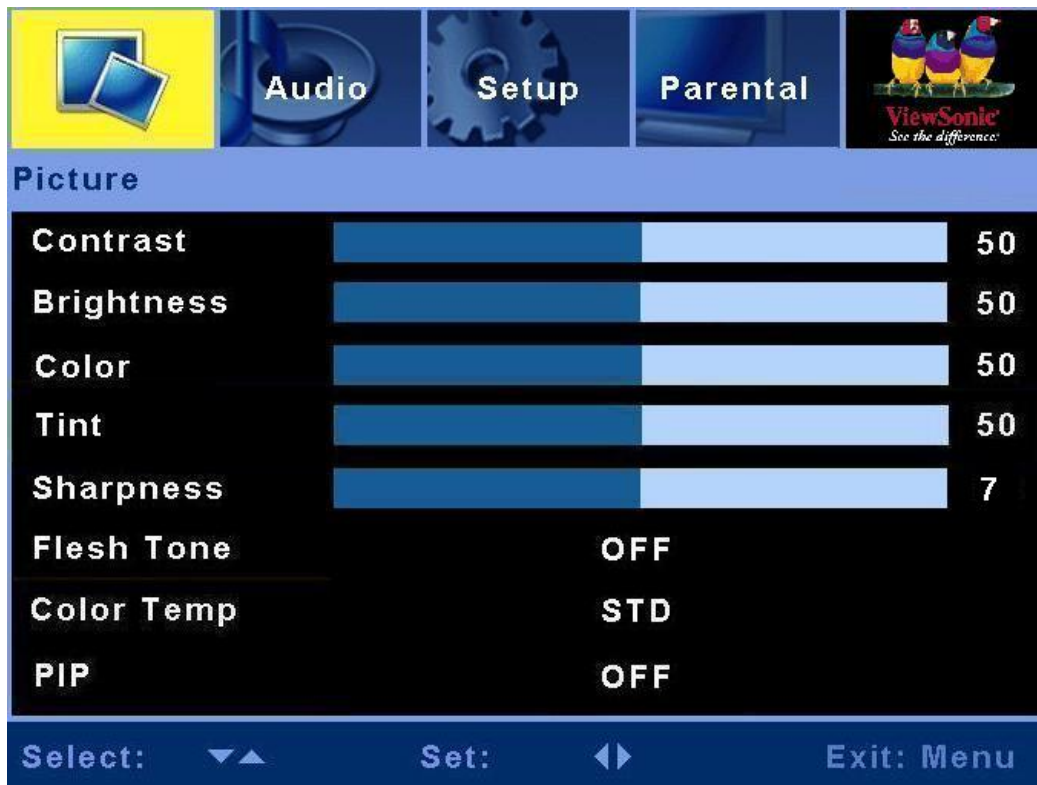 Audio Setup Parental
ViewSonic®
See the difference.™
Picture
Contrast 50
Brightness 50
Color 50
Tint 50
Sharpness 7
Flesh Tone OFF
Color Temp STD
PIP OFF
Select: Set: Exit: Menu